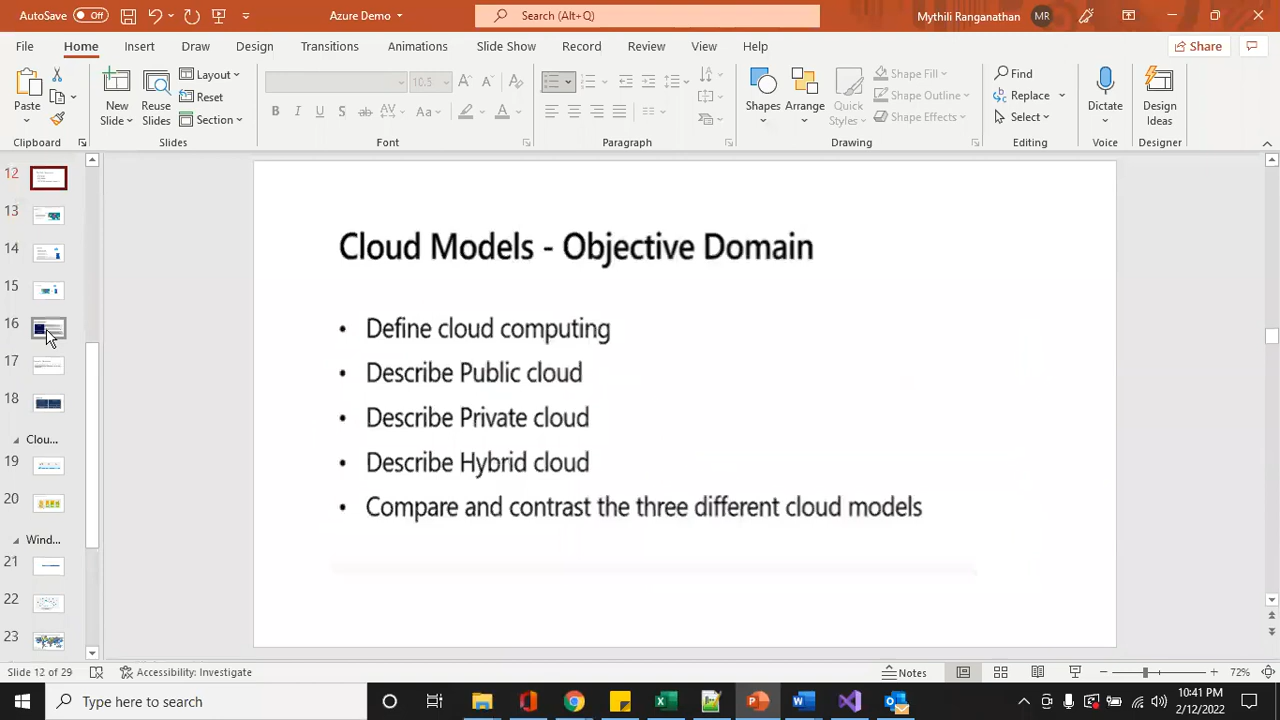 AutoSave Off Azure Demo Search (Alt+Q) Mythili Ranganathan MR
File Home Insert Draw Design Transitions Animations Slide Show Record Review View Help Share
Paste
New Slide
Reuse Slides
Layout
Reset
Section
10.5
Shapes
Arrange
Quick Styles
Shape Fill
Shape Outline
Shape Effects
Find
Replace
Select
Dictate
Design Ideas
Clipboard Slides Font Paragraph Drawing Editing Voice Designer
12
13
14
15
16
17
18
Clou...
19
20
Wind...
21
22
23
Cloud Models - Objective Domain
• Define cloud computing
• Describe Public cloud
• Describe Private cloud
• Describe Hybrid cloud
• Compare and contrast the three different cloud models
Slide 12 of 29 Accessibility: Investigate Notes 72%
Type here to search
10:41 PM
2/12/2022